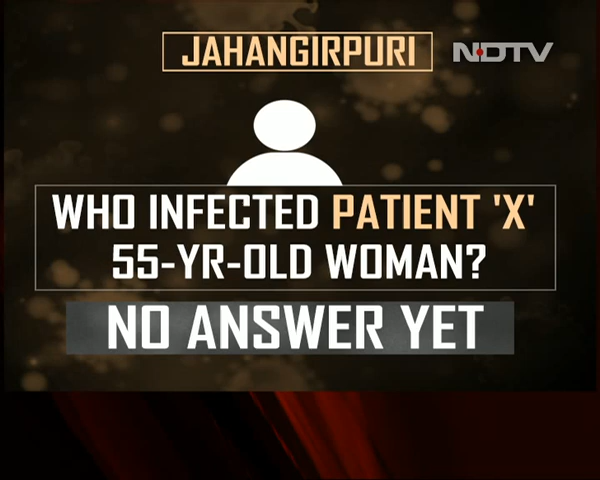 JAHANGIRPURI
NDTV
WHO INFECTED PATIENT 'X'
55-YR-OLD WOMAN?
NO ANSWER YET